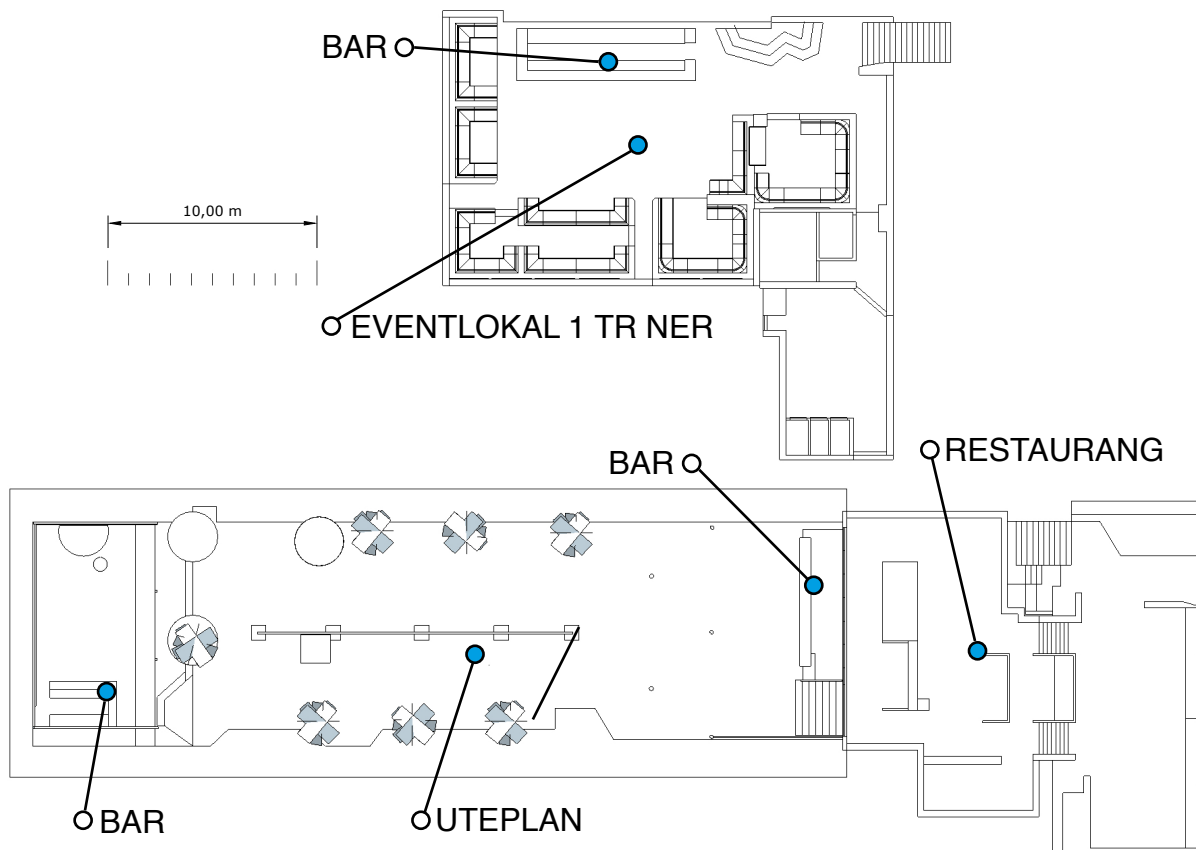 BAR
10,00 m
EVENTLOKAL 1 TR NER
BAR
RESTAURANG
BAR
UTEPLAN